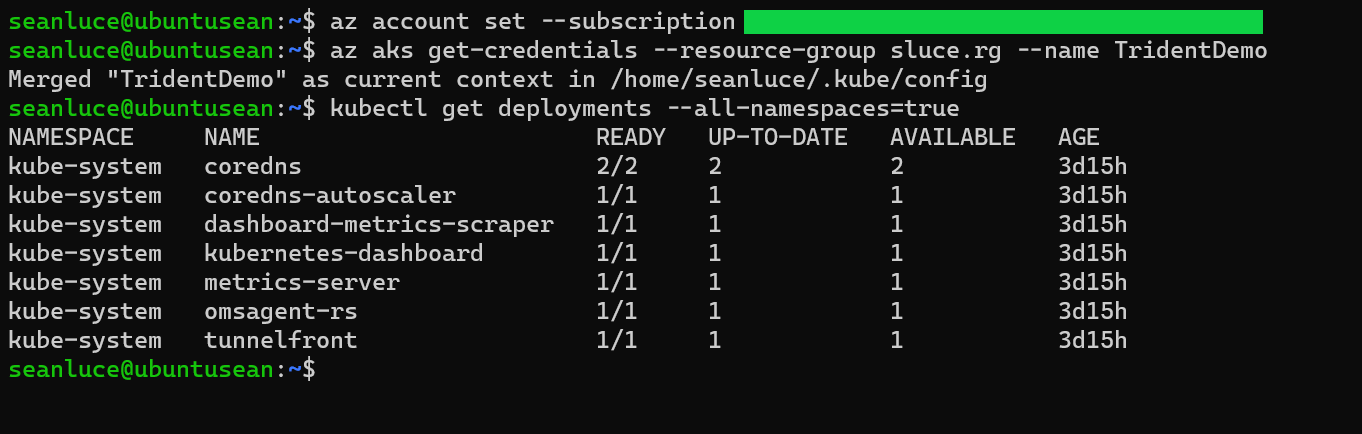 seanluce@ubuntusean:~$ az account set --subscription
seanluce@ubuntusean:~$ az aks get-credentials --resource-group sluce.rg --name TridentDemo
Merged "TridentDemo" as current context in /home/seanluce/.kube/config
seanluce@ubuntusean:~$ kubectl get deployments --all-namespaces=true
NAMESPACE NAME READY UP-TO-DATE AVAILABLE AGE
kube-system coredns 2/2 2 2 3d15h
kube-system coredns-autoscaler 1/1 1 1 3d15h
kube-system dashboard-metrics-scraper 1/1 1 1 3d15h
kube-system kubernetes-dashboard 1/1 1 1 3d15h
kube-system metrics-server 1/1 1 1 3d15h
kube-system omsagent-rs 1/1 1 1 3d15h
kube-system tunnelfront 1/1 1 1 3d15h
seanluce@ubuntusean:~$